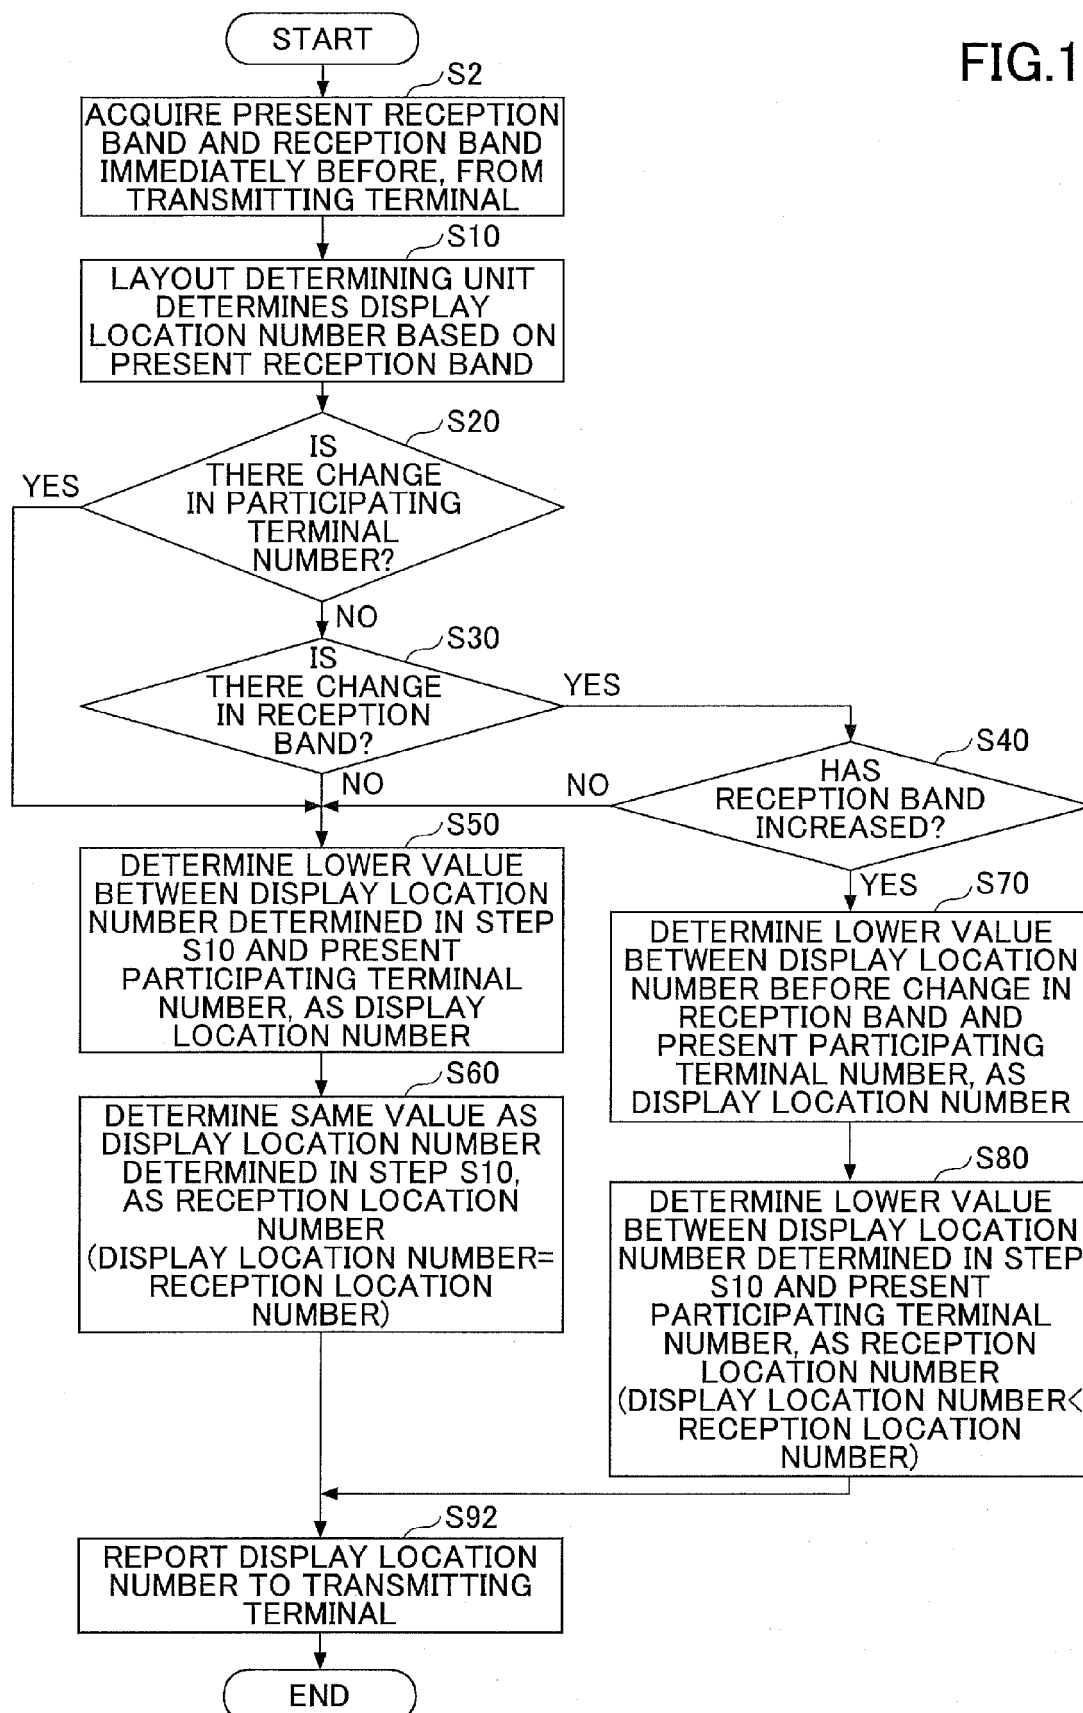 START
FIG.1
S2
ACQUIRE PRESENT RECEPTION
BAND AND RECEPTION BAND
IMMEDIATELY BEFORE, FROM
TRANSMITTING TERMINAL
S10
LAYOUT DETERMINING UNIT
DETERMINES DISPLAY
LOCATION NUMBER BASED ON
PRESENT RECEPTION BAND
S20
IS
THERE CHANGE
IN PARTICIPATING
TERMINAL
NUMBER?
YES
NO
S30
IS
THERE CHANGE
IN RECEPTION
BAND?
YES
NO
S40
HAS
RECEPTION BAND
INCREASED?
NO
YES
S50
DETERMINE LOWER VALUE
BETWEEN DISPLAY LOCATION
NUMBER DETERMINED IN STEP
S10 AND PRESENT
PARTICIPATING TERMINAL
NUMBER, AS DISPLAY
LOCATION NUMBER
S60
DETERMINE SAME VALUE AS
DISPLAY LOCATION NUMBER
DETERMINED IN STEP S10,
AS RECEPTION LOCATION
NUMBER
(DISPLAY LOCATION NUMBER=
RECEPTION LOCATION
NUMBER)
S70
DETERMINE LOWER VALUE
BETWEEN DISPLAY LOCATION
NUMBER BEFORE CHANGE IN
RECEPTION BAND AND
PRESENT PARTICIPATING
TERMINAL NUMBER, AS
DISPLAY LOCATION NUMBER
S80
DETERMINE LOWER VALUE
BETWEEN DISPLAY LOCATION
NUMBER DETERMINED IN STEP
S10 AND PRESENT
PARTICIPATING TERMINAL
NUMBER, AS RECEPTION
LOCATION NUMBER
(DISPLAY LOCATION NUMBER<
RECEPTION LOCATION
NUMBER)
S92
REPORT DISPLAY LOCATION
NUMBER TO TRANSMITTING
TERMINAL
END